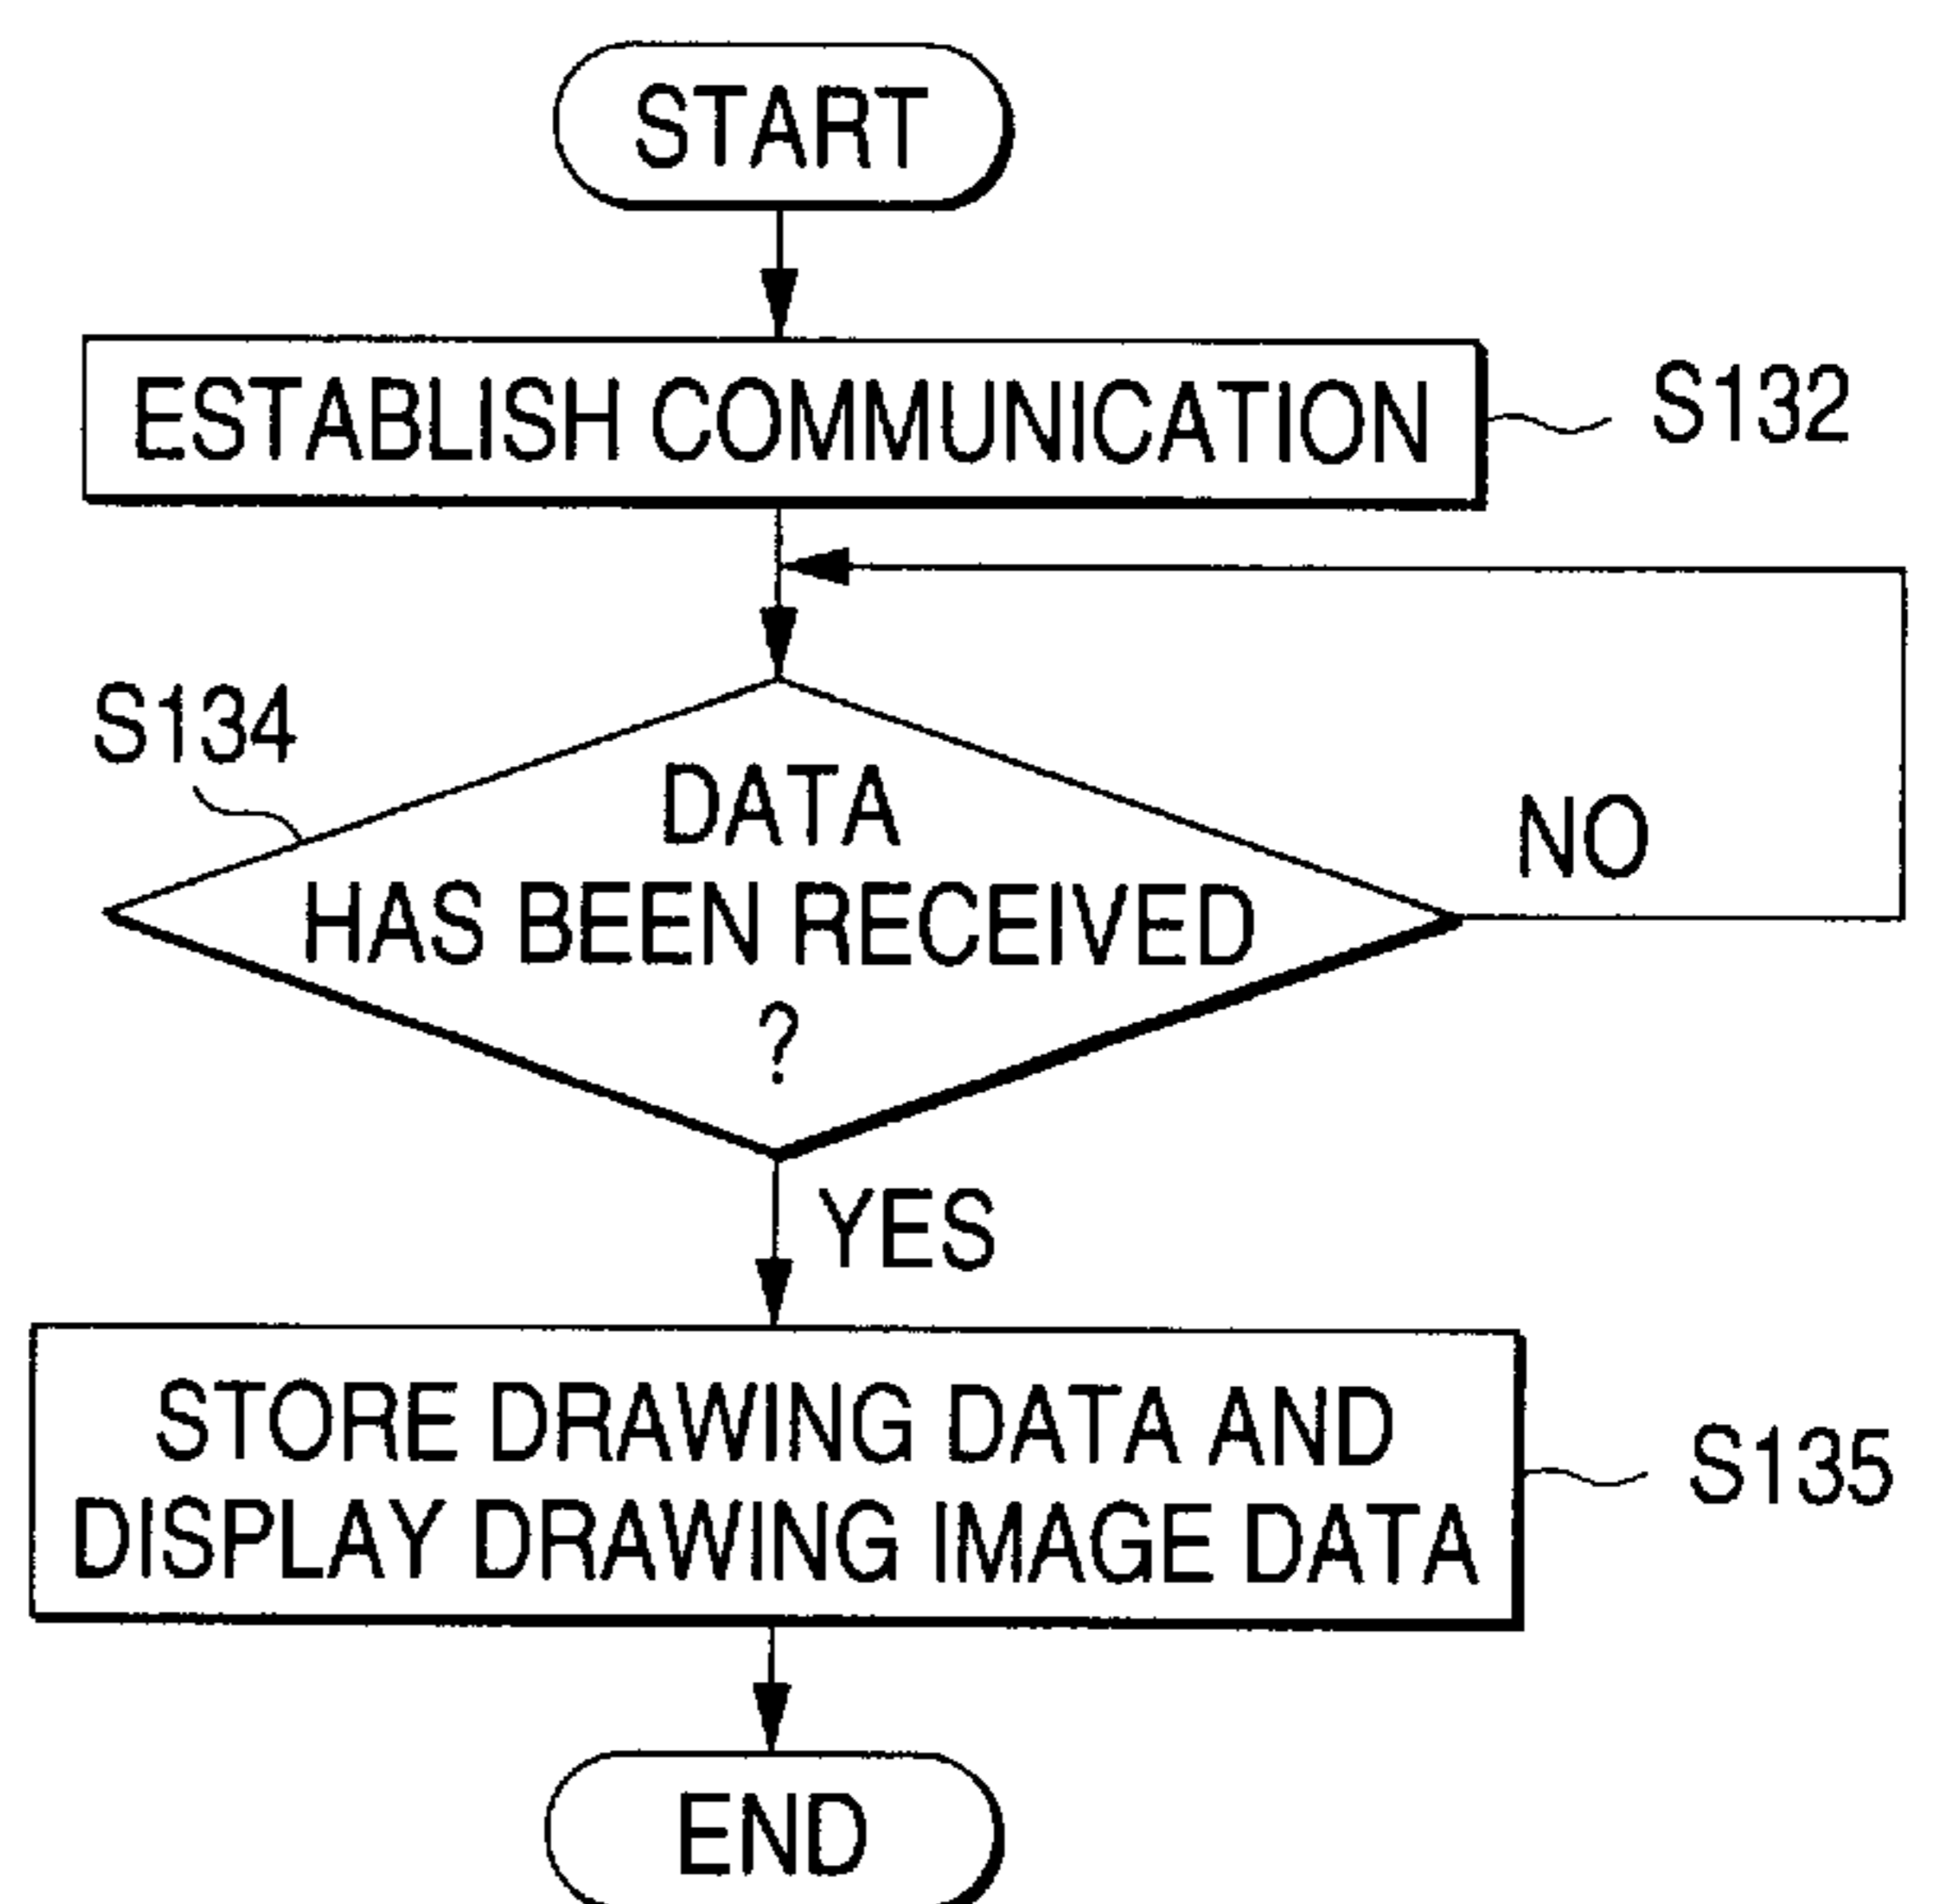 START
ESTABLISH COMMUNICATION
S132
S134
DATA
HAS BEEN RECEIVED
?
NO
YES
STORE DRAWING DATA AND
DISPLAY DRAWING IMAGE DATA
S135
END